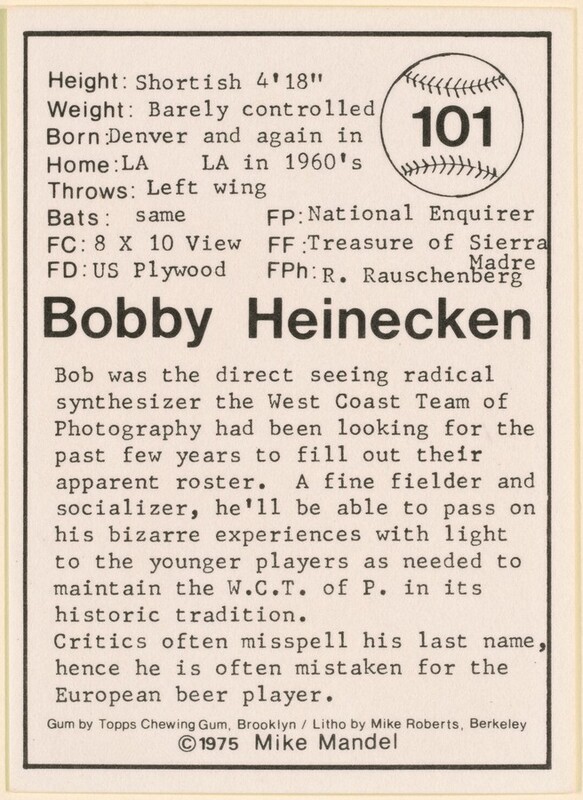 Height: Shortish 4'18"
Weight: Barely controlled
101
Born:Denver and again in
Home:LA LA in 1960's
Throws: Left wing
Bats: same FP:National Enquirer
FC:8 X 10 View FF:Treasure of Sierra Madre
FD:US Plywood FPh:R. Rauschenberg
Bobby Heinecken
Bob was the direct seeing radical
synthesizer the West Coast Team of
Photography had been looking for the
past few years to fill out their
apparent roster. A fine fielder and
socializer, he'll be able to pass on
his bizarre experiences with light
to the younger players as needed to
maintain the W.C.T. of P. in its
historic tradition.
Critics often misspell his last name,
hence he is often mistaken for the
European beer player.
Gum by Topps Chewing Gum, Brooklyn / Litho by Mike Roberts, Berkeley
©1975 Mike Mandel